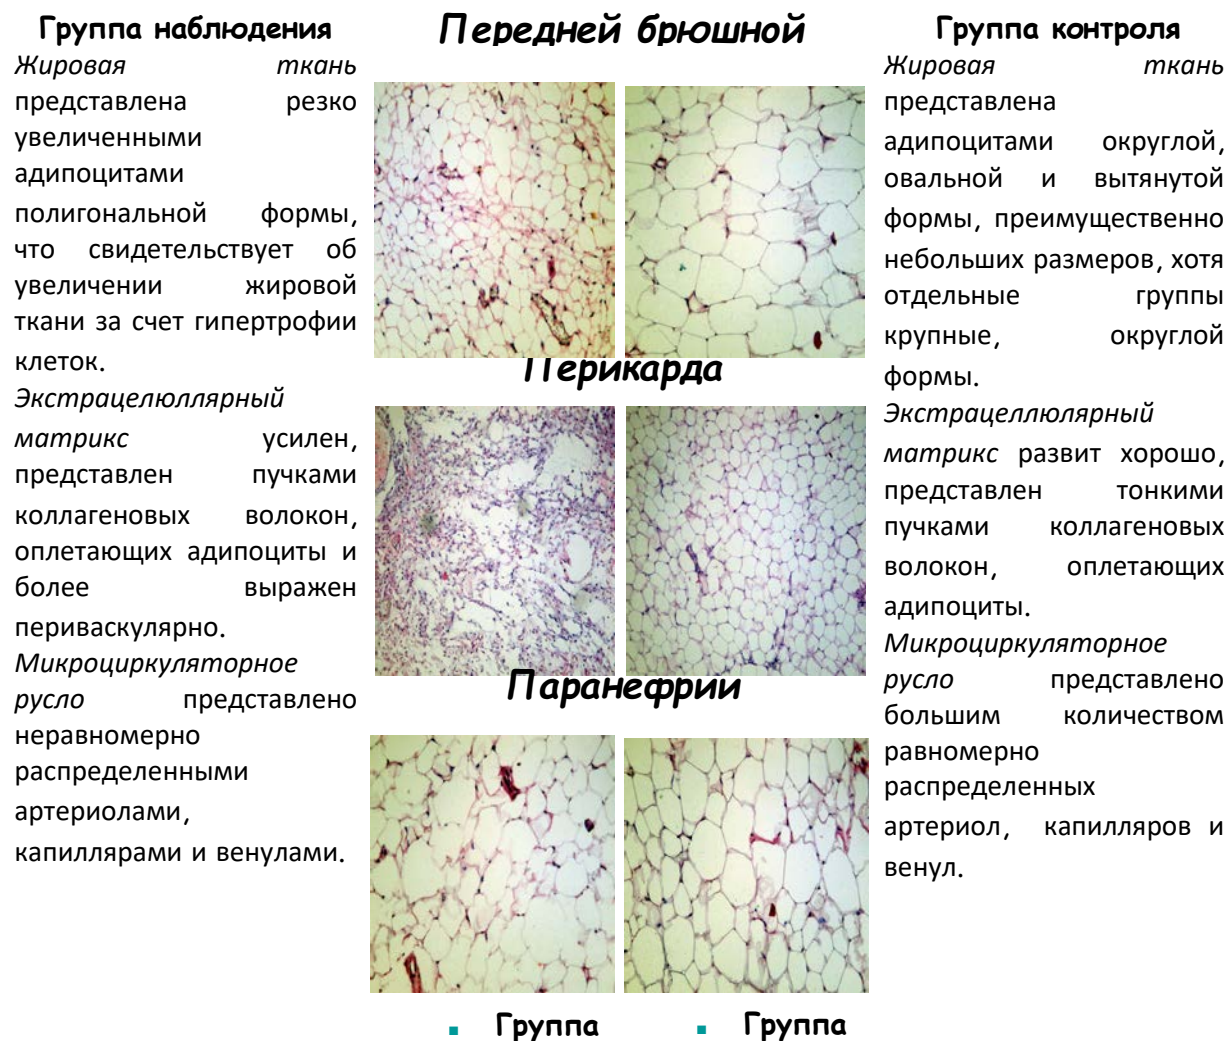 Группа наблюдения
Жировая ткань
представлена резко
увеличенными
адипоцитами
полигональной формы,
что свидетельствует об
увеличении жировой
ткани за счет гипертрофии
клеток.
Экстрацелюллярный
матрикс усилен,
представлен пучками
коллагеновых волокон,
оплетающих адипоциты и
более выражен
периваскулярно.
Микроциркуляторное
русло представлено
неравномерно
распределенными
артериолами,
капиллярами и венулами.
Передней брюшной
Перикарда
Паранефрии
▪ Группа
▪ Группа
Группа контроля
Жировая ткань
представлена
адипоцитами округлой,
овальной и вытянутой
формы, преимущественно
небольших размеров, хотя
отдельные группы
крупные, округлой
формы.
Экстрацеллюлярный
матрикс развит хорошо,
представлен тонкими
пучками коллагеновых
волокон, оплетающих
адипоциты.
Микроциркуляторное
русло представлено
большим количеством
равномерно
распределенных
артериол, капилляров и
венул.